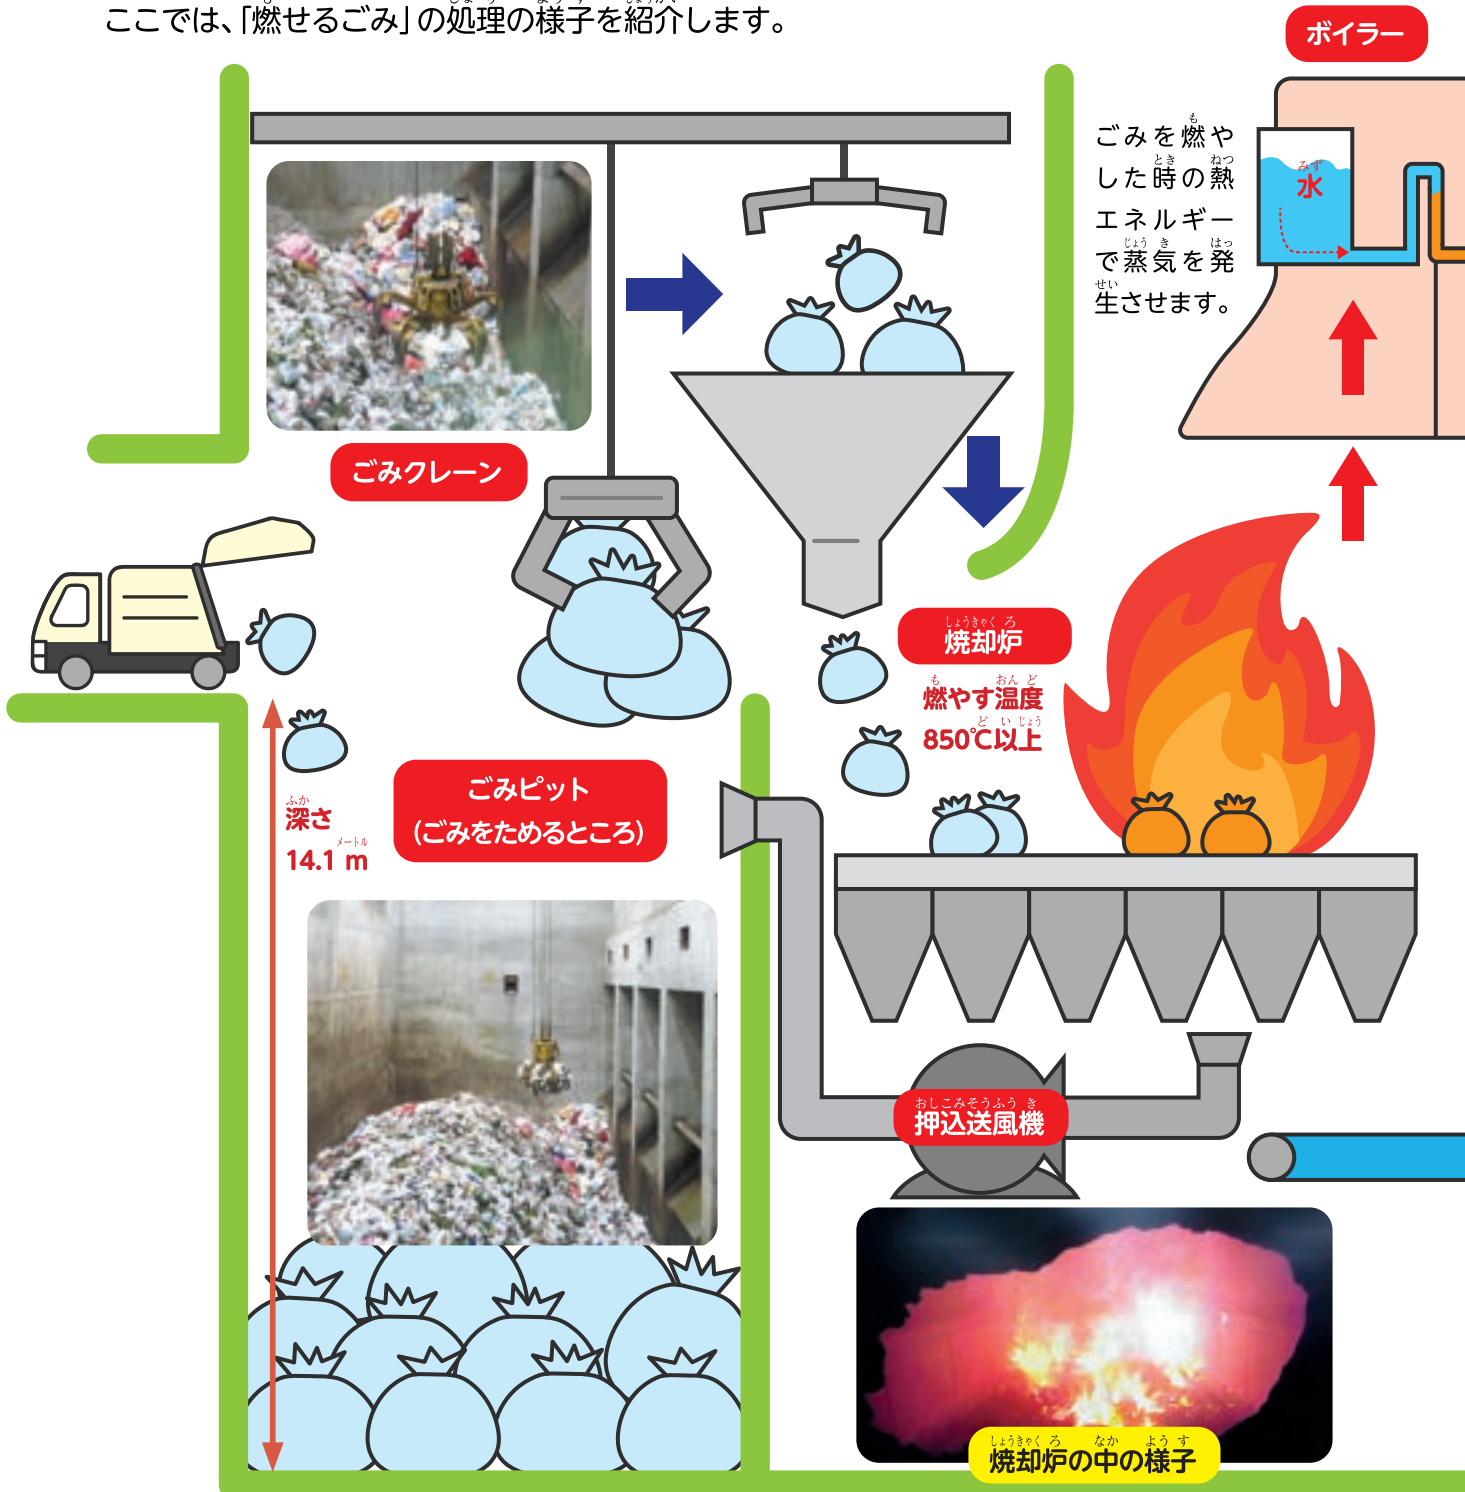 ここでは、「燃せるごみ」の処理の様子を紹介します。
ボイラー
ごみを燃や
した時の熱
エネルギー
で蒸気を発
生させます。
水
ごみクレーン
焼却炉
燃やす温度
850℃以上
ごみピット
(ごみをためるところ)
深さ
14.1 m
押込送風機
焼却炉の中の様子